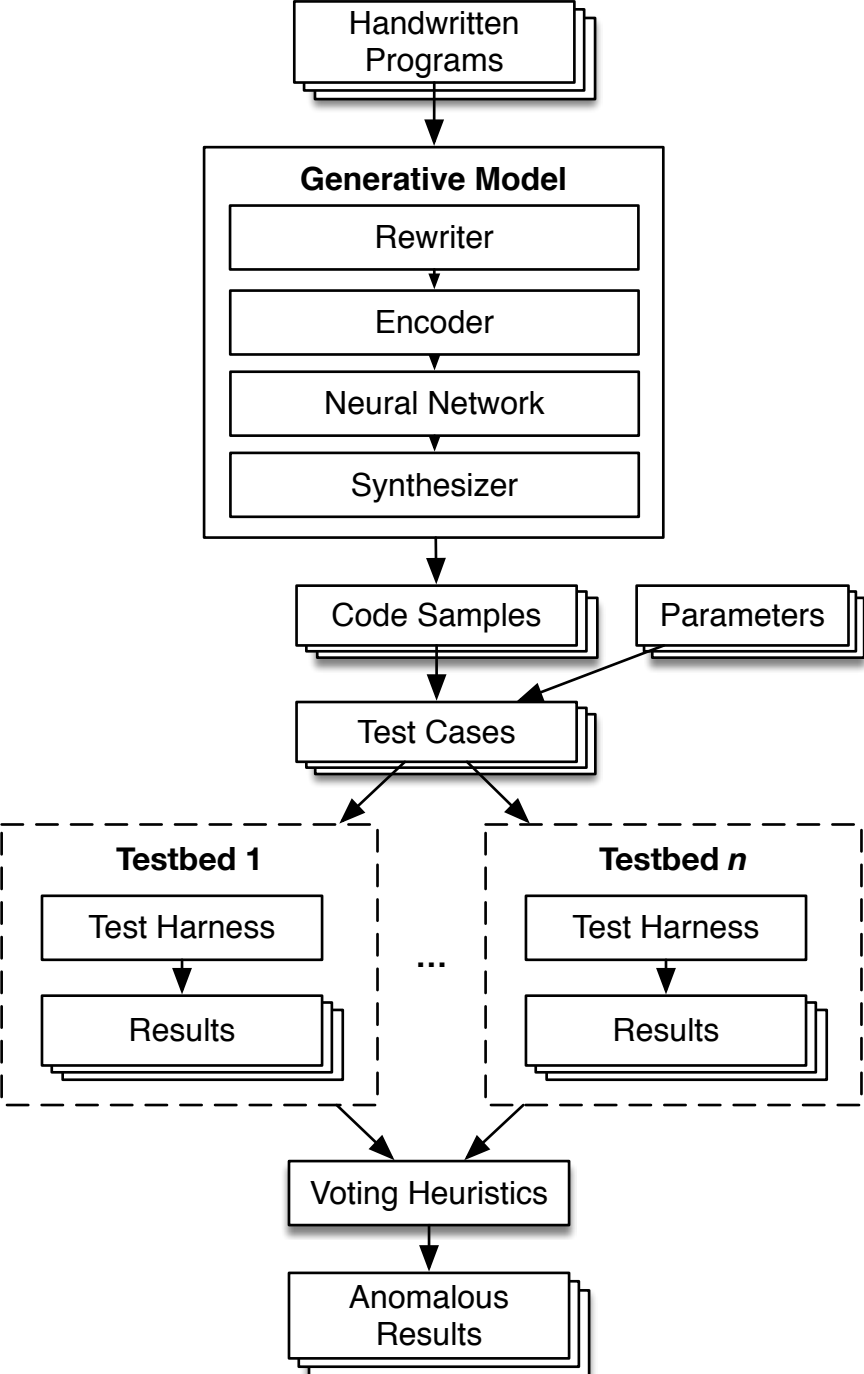 Handwritten
Programs
Generative Model
Rewriter
Encoder
Neural Network
Synthesizer
Code Samples
Parameters
Test Cases
Testbed 1
Test Harness
Results
...
Testbed n
Test Harness
Results
Voting Heuristics
Anomalous
Results